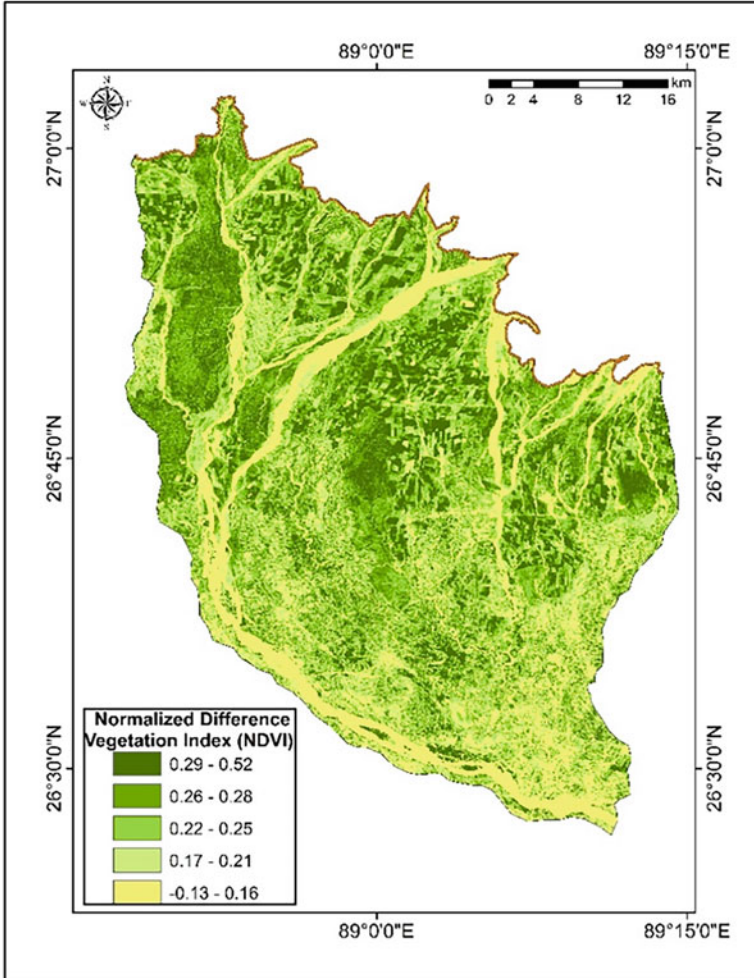 89°0'0"E
89°15'0"E
N
W
E
S
km
0 2 4 8 12 16
27°0'0"N
27°0'0"N
26°45'0"N
26°45'0"N
26°30'0"N
26°30'0"N
Normalized Difference
Vegetation Index (NDVI)
0.29 - 0.52
0.26 - 0.28
0.22 - 0.25
0.17 - 0.21
-0.13 - 0.16
89°0'0"E
89°15'0"E